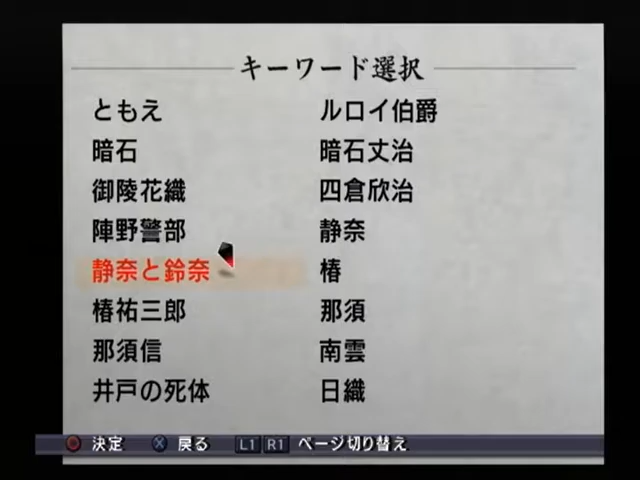 キーワード選択
ともえ ルロイ伯爵
暗石 暗石丈治
御陵花織 四倉欣治
陣野警部 静奈
静奈と鈴奈 椿
椿祐三郎 那須
那須信 南雲
井戸の死体 日織
決定 戻る L1 R1 ページ切り替え